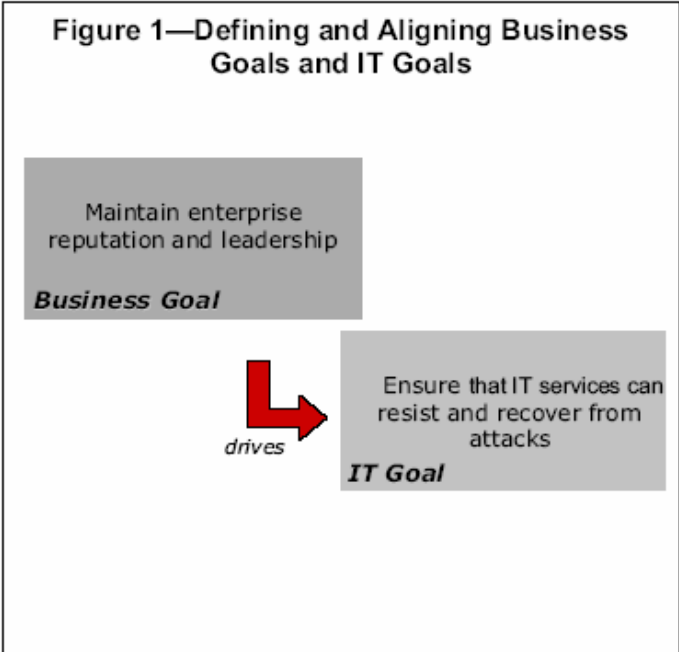 Figure 1—Defining and Aligning Business
Goals and IT Goals
Maintain enterprise
reputation and leadership
Business Goal
drives
Ensure that IT services can
resist and recover from
attacks
IT Goal